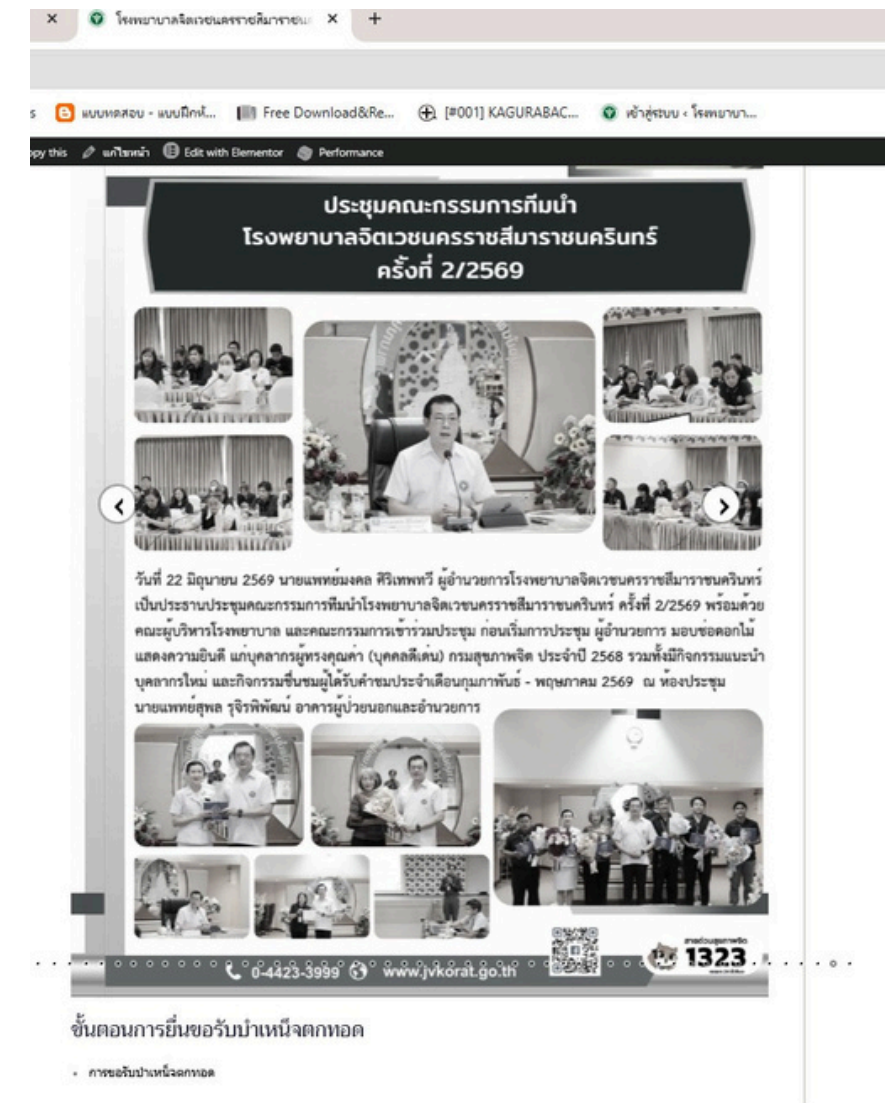 โรงพยาบาลจิตเวชนครราชสีมาราชน
แบบทดสอบ - แบบฝึกหั... Free Download&Re... [#001] KAGURABAC... เข้าสู่ระบบ ‹ โรงพยาบา...
opy this แก้ไขหน้า Edit with Elementor Performance
ประชุมคณะกรรมการทีมนำ
โรงพยาบาลจิตเวชนครราชสีมาราชนครินทร์
ครั้งที่ 2/2569
วันที่ 22 มิถุนายน 2569 นายแพทย์มงคล ศิริเทพทวี ผู้อำนวยการโรงพยาบาลจิตเวชนครราชสีมาราชนครินทร์
เป็นประธานประชุมคณะกรรมการทีมนำโรงพยาบาลจิตเวชนครราชสีมาราชนครินทร์ ครั้งที่ 2/2569 พร้อมด้วย
คณะผู้บริหารโรงพยาบาล และคณะกรรมการเข้าร่วมประชุม ก่อนเริ่มการประชุม ผู้อำนวยการ มอบช่อดอกไม้
แสดงความยินดี แก่บุคลากรผู้ทรงคุณค่า (บุคคลดีเด่น) กรมสุขภาพจิต ประจำปี 2568 รวมทั้งมีกิจกรรมแนะนำ
บุคลากรใหม่ และกิจกรรมชื่นชมผู้ได้รับคำชมประจำเดือนกุมภาพันธ์ - พฤษภาคม 2569 ณ ห้องประชุม
นายแพทย์สุพล รุจิรพิพัฒน์ อาคารผู้ป่วยนอกและอำนวยการ
สายด่วนสุขภาพจิต
1323
0-4423-3999 www.jvkorat.go.th
ขั้นตอนการยื่นขอรับบำเหน็จตกทอด
การขอรับบำเหน็จตกทอด